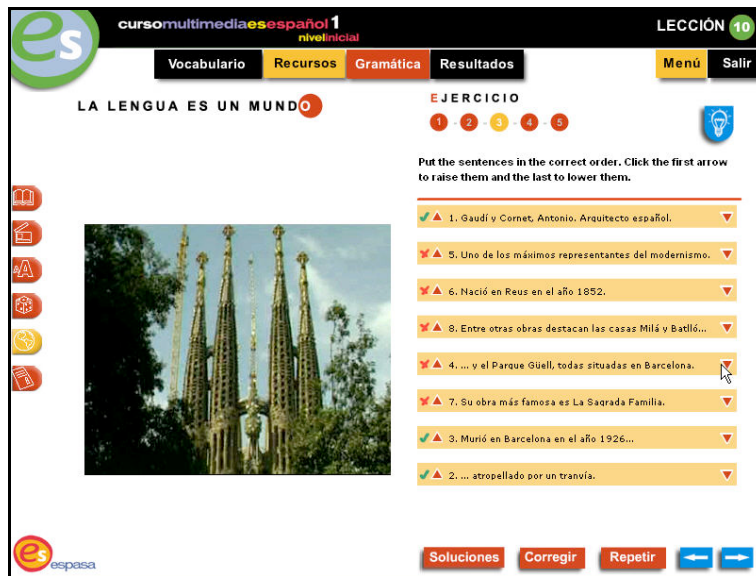 es
cursomultimediaesespañol1
nivelinicial
LECCIÓN 10
Vocabulario Recursos Gramática Resultados Menú Salir
LA LENGUA ES UN MUNDO
EJERCICIO
1 - 2 - 3 - 4 - 5
Put the sentences in the correct order. Click the first arrow
to raise them and the last to lower them.
1. Gaudí y Cornet, Antonio. Arquitecto español.
5. Uno de los máximos representantes del modernismo.
6. Nació en Reus en el año 1852.
8. Entre otras obras destacan las casas Milá y Batlló...
4. ... y el Parque Güell, todas situadas en Barcelona.
7. Su obra más famosa es La Sagrada Familia.
3. Murió en Barcelona en el año 1926...
2. ... atropellado por un tranvía.
AA
es espasa
Soluciones Corregir Repetir